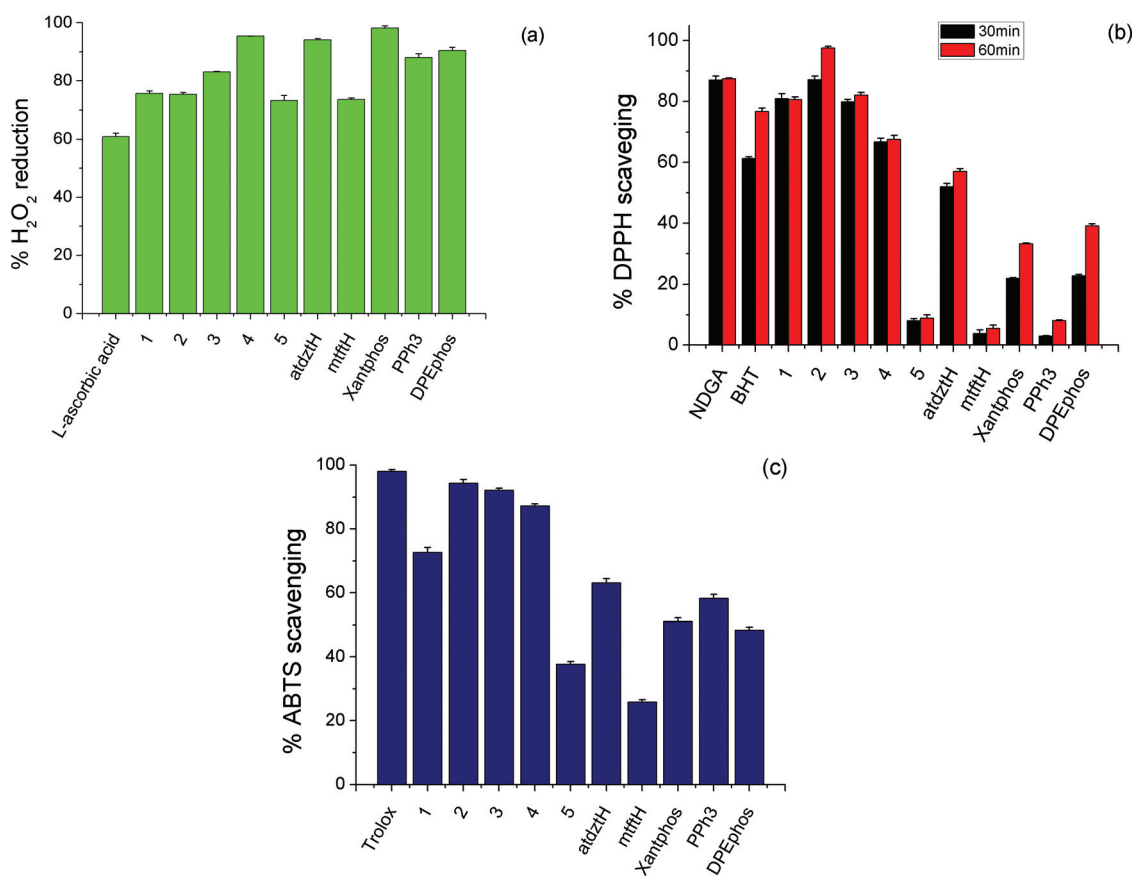 (a)
% H2O2 reduction
100
80
60
40
20
0
L-ascorbic acid
1
2
3
4
5
atdztH
mtftH
Xantphos
PPh3
DPEphos
(b)
30min
60min
% DPPH scaveging
100
80
60
40
20
0
NDGA
BHT
1
2
3
4
5
atdztH
mtftH
Xantphos
PPh3
DPEphos
(c)
% ABTS scavenging
100
80
60
40
20
0
Trolox
1
2
3
4
5
atdztH
mtftH
Xantphos
PPh3
DPEphos